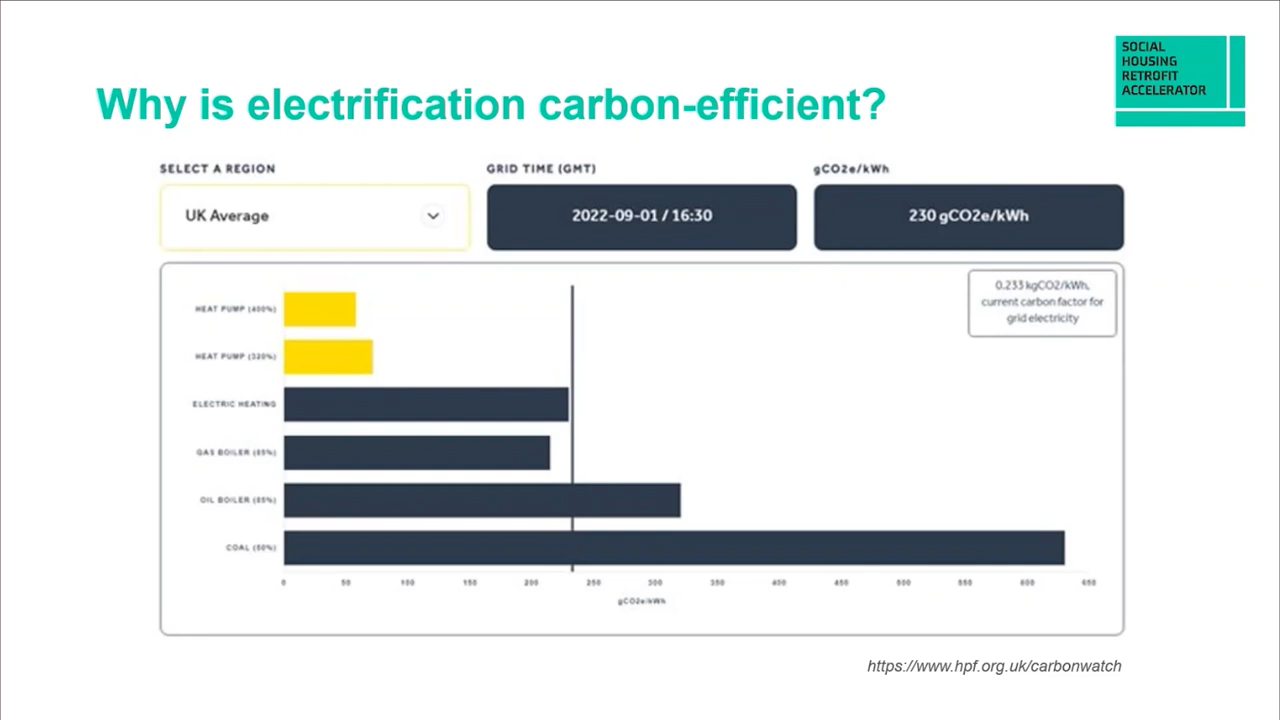 SOCIAL
HOUSING
RETROFIT
ACCELERATOR
Why is electrification carbon-efficient?
SELECT A REGION
GRID TIME (GMT)
gCO2e/kWh
UK Average
2022-09-01 / 16:30
230 gCO2e/kWh
0.233 kgCO2/kWh,
current carbon factor for
grid electricity
HEAT PUMP (400%)
HEAT PUMP (320%)
ELECTRIC HEATING
GAS BOILER (85%)
OIL BOILER (85%)
COAL (50%)
0 50 100 150 200 250 300 350 400 450 500 550 600 650
gCO2e/kWh
https://www.hpf.org.uk/carbonwatch